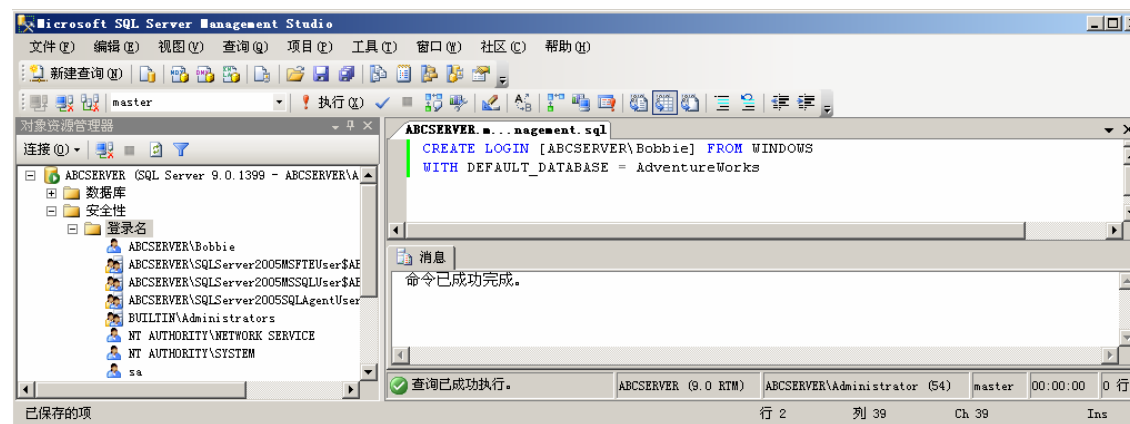 Microsoft SQL Server Management Studio
文件(F) 编辑(E) 视图(V) 查询(Q) 项目(P) 工具(T) 窗口(W) 社区(C) 帮助(H)
新建查询(N)
master 执行(X)
对象资源管理器
连接(O)
ABCSERVER (SQL Server 9.0.1399 - ABCSERVER\A
数据库
安全性
登录名
ABCSERVER\Bobbie
ABCSERVER\SQLServer2005MSFTEUser$AB
ABCSERVER\SQLServer2005MSSQLUser$AB
ABCSERVER\SQLServer2005SQLAgentUser
BUILTIN\Administrators
NT AUTHORITY\NETWORK SERVICE
NT AUTHORITY\SYSTEM
sa
ABCSERVER.m...nagement.sql
CREATE LOGIN [ABCSERVER\Bobbie] FROM WINDOWS
WITH DEFAULT_DATABASE = AdventureWorks
消息
命令已成功完成。
查询已成功执行。 ABCSERVER (9.0 RTM) ABCSERVER\Administrator (54) master 00:00:00 0 行
已保存的项 行 2 列 39 Ch 39 Ins